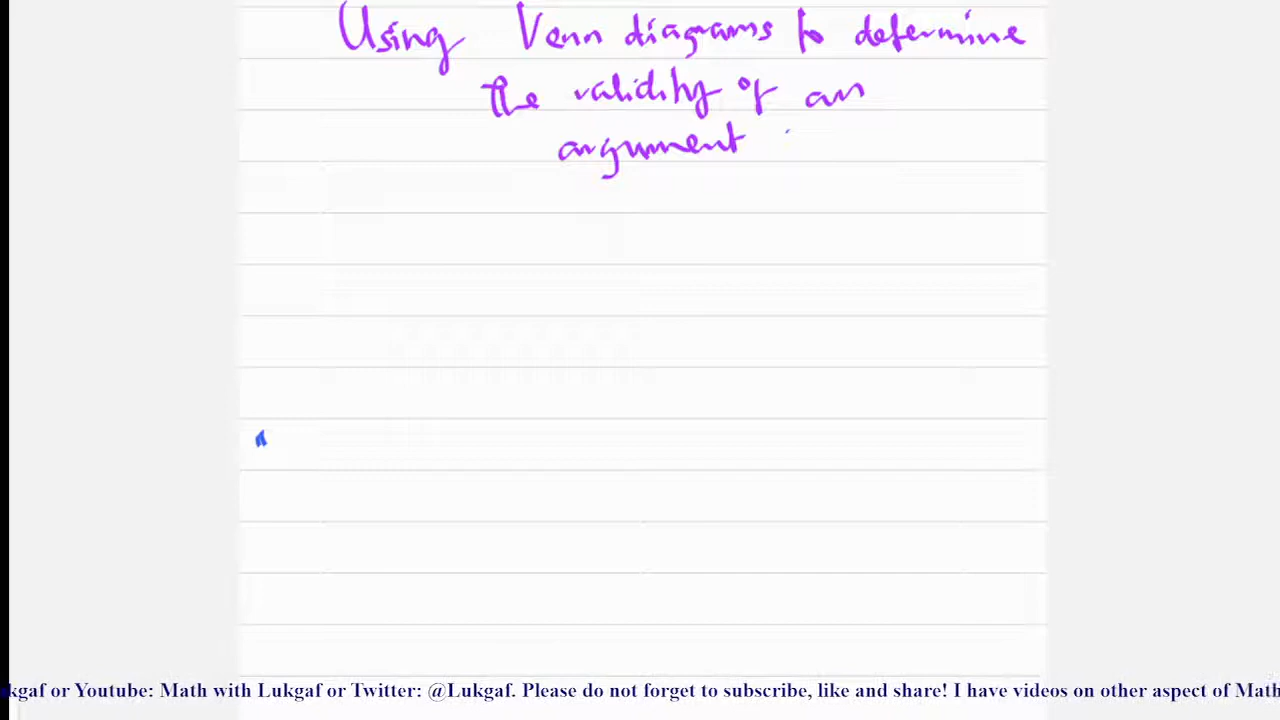 Using Venn diagrams to determine
the validity of an
argument
kgaf or Youtube: Math with Lukgaf or Twitter: @Lukgaf. Please do not forget to subscribe, like and share! I have videos on other aspect of Math